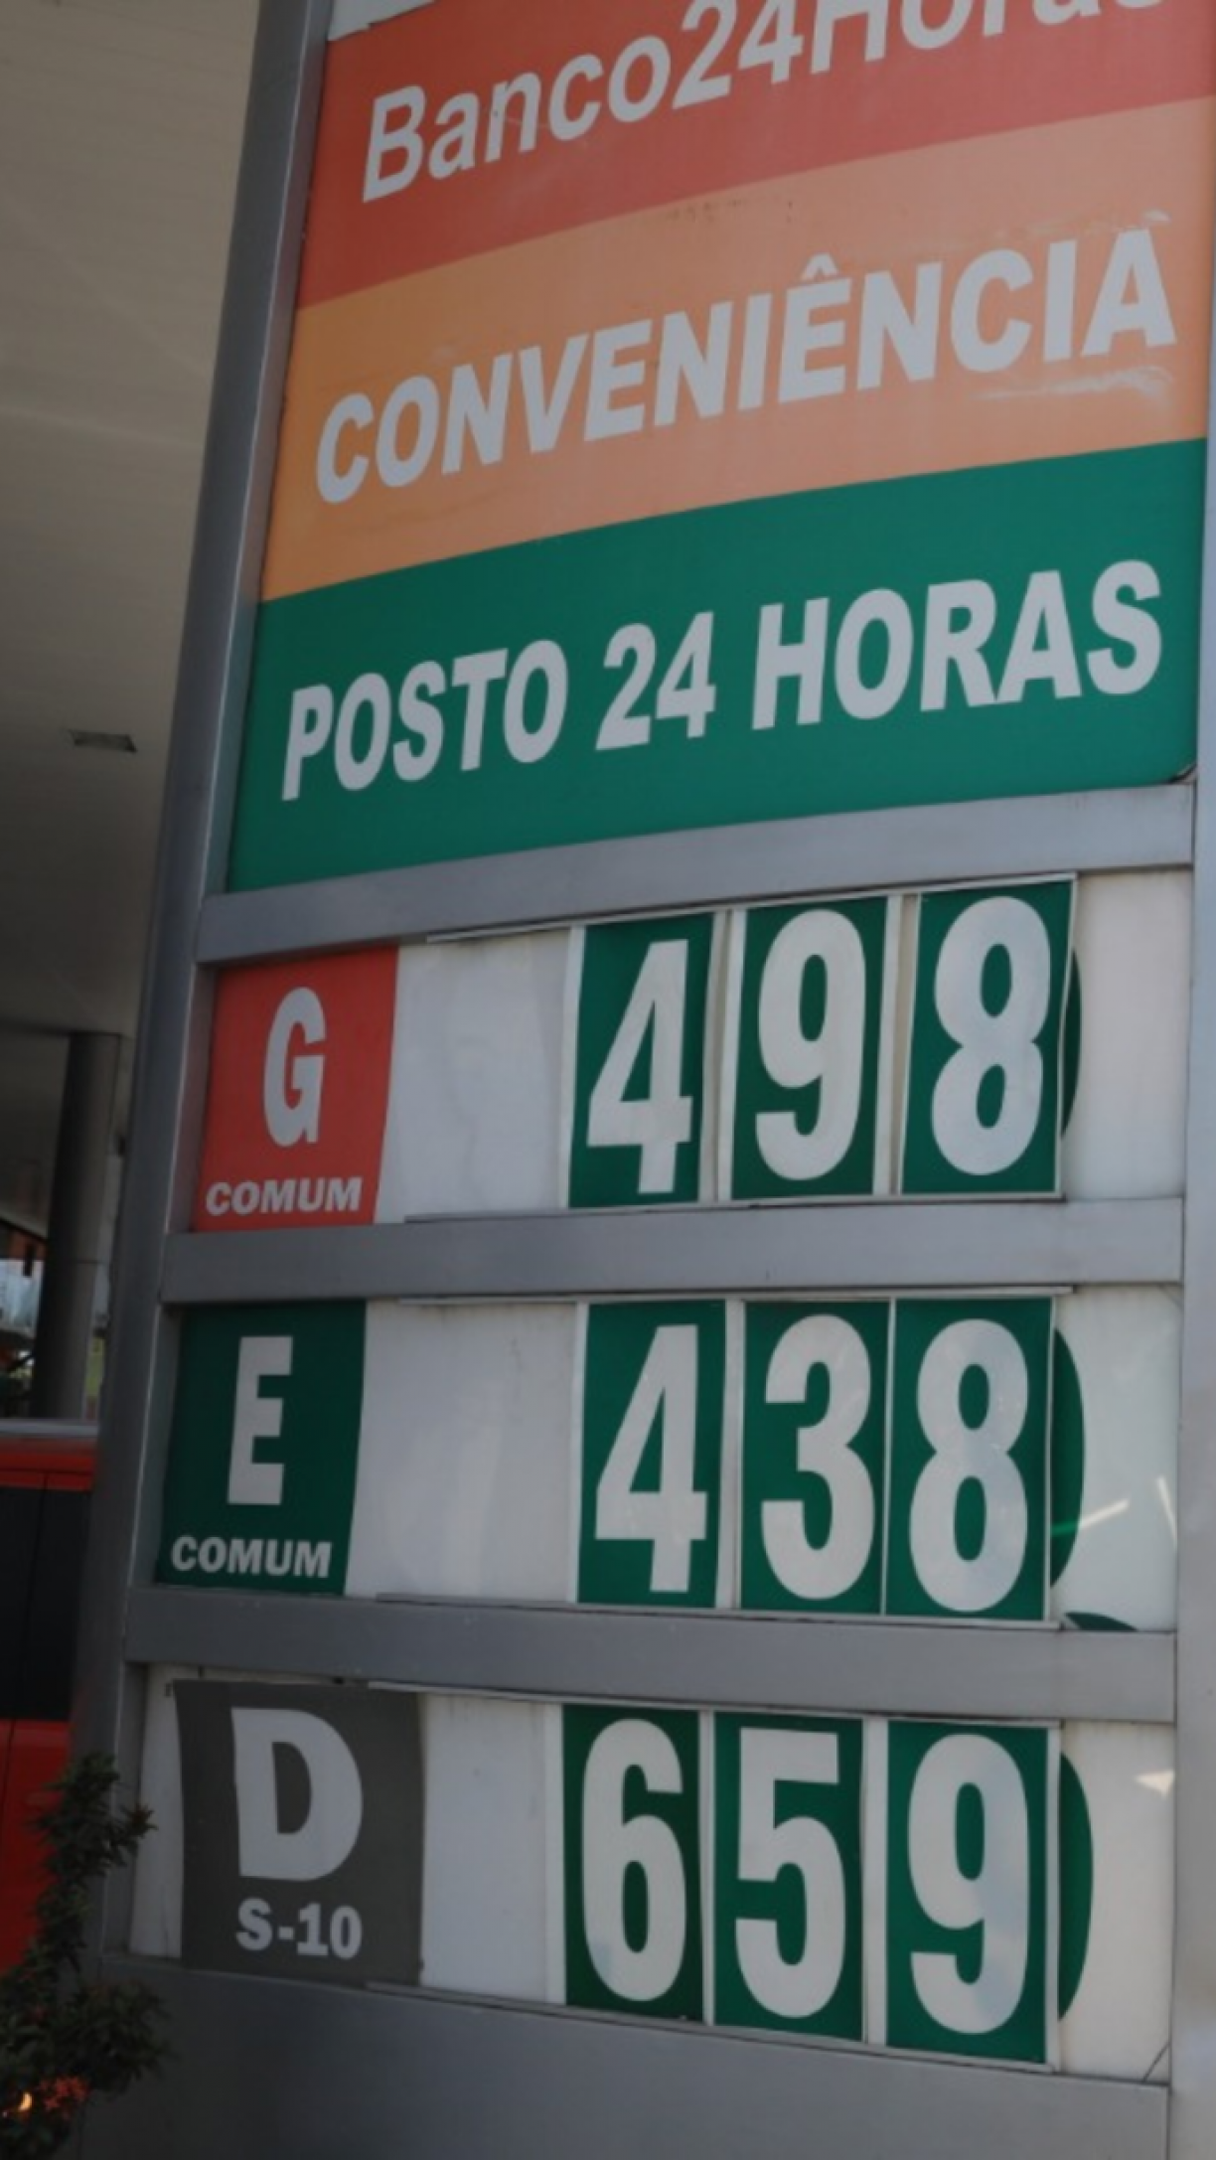 Banco24Horas
CONVENIÊNCIA
POSTO 24 HORAS
G 498
COMUM
E 438
COMUM
D 659
S-10